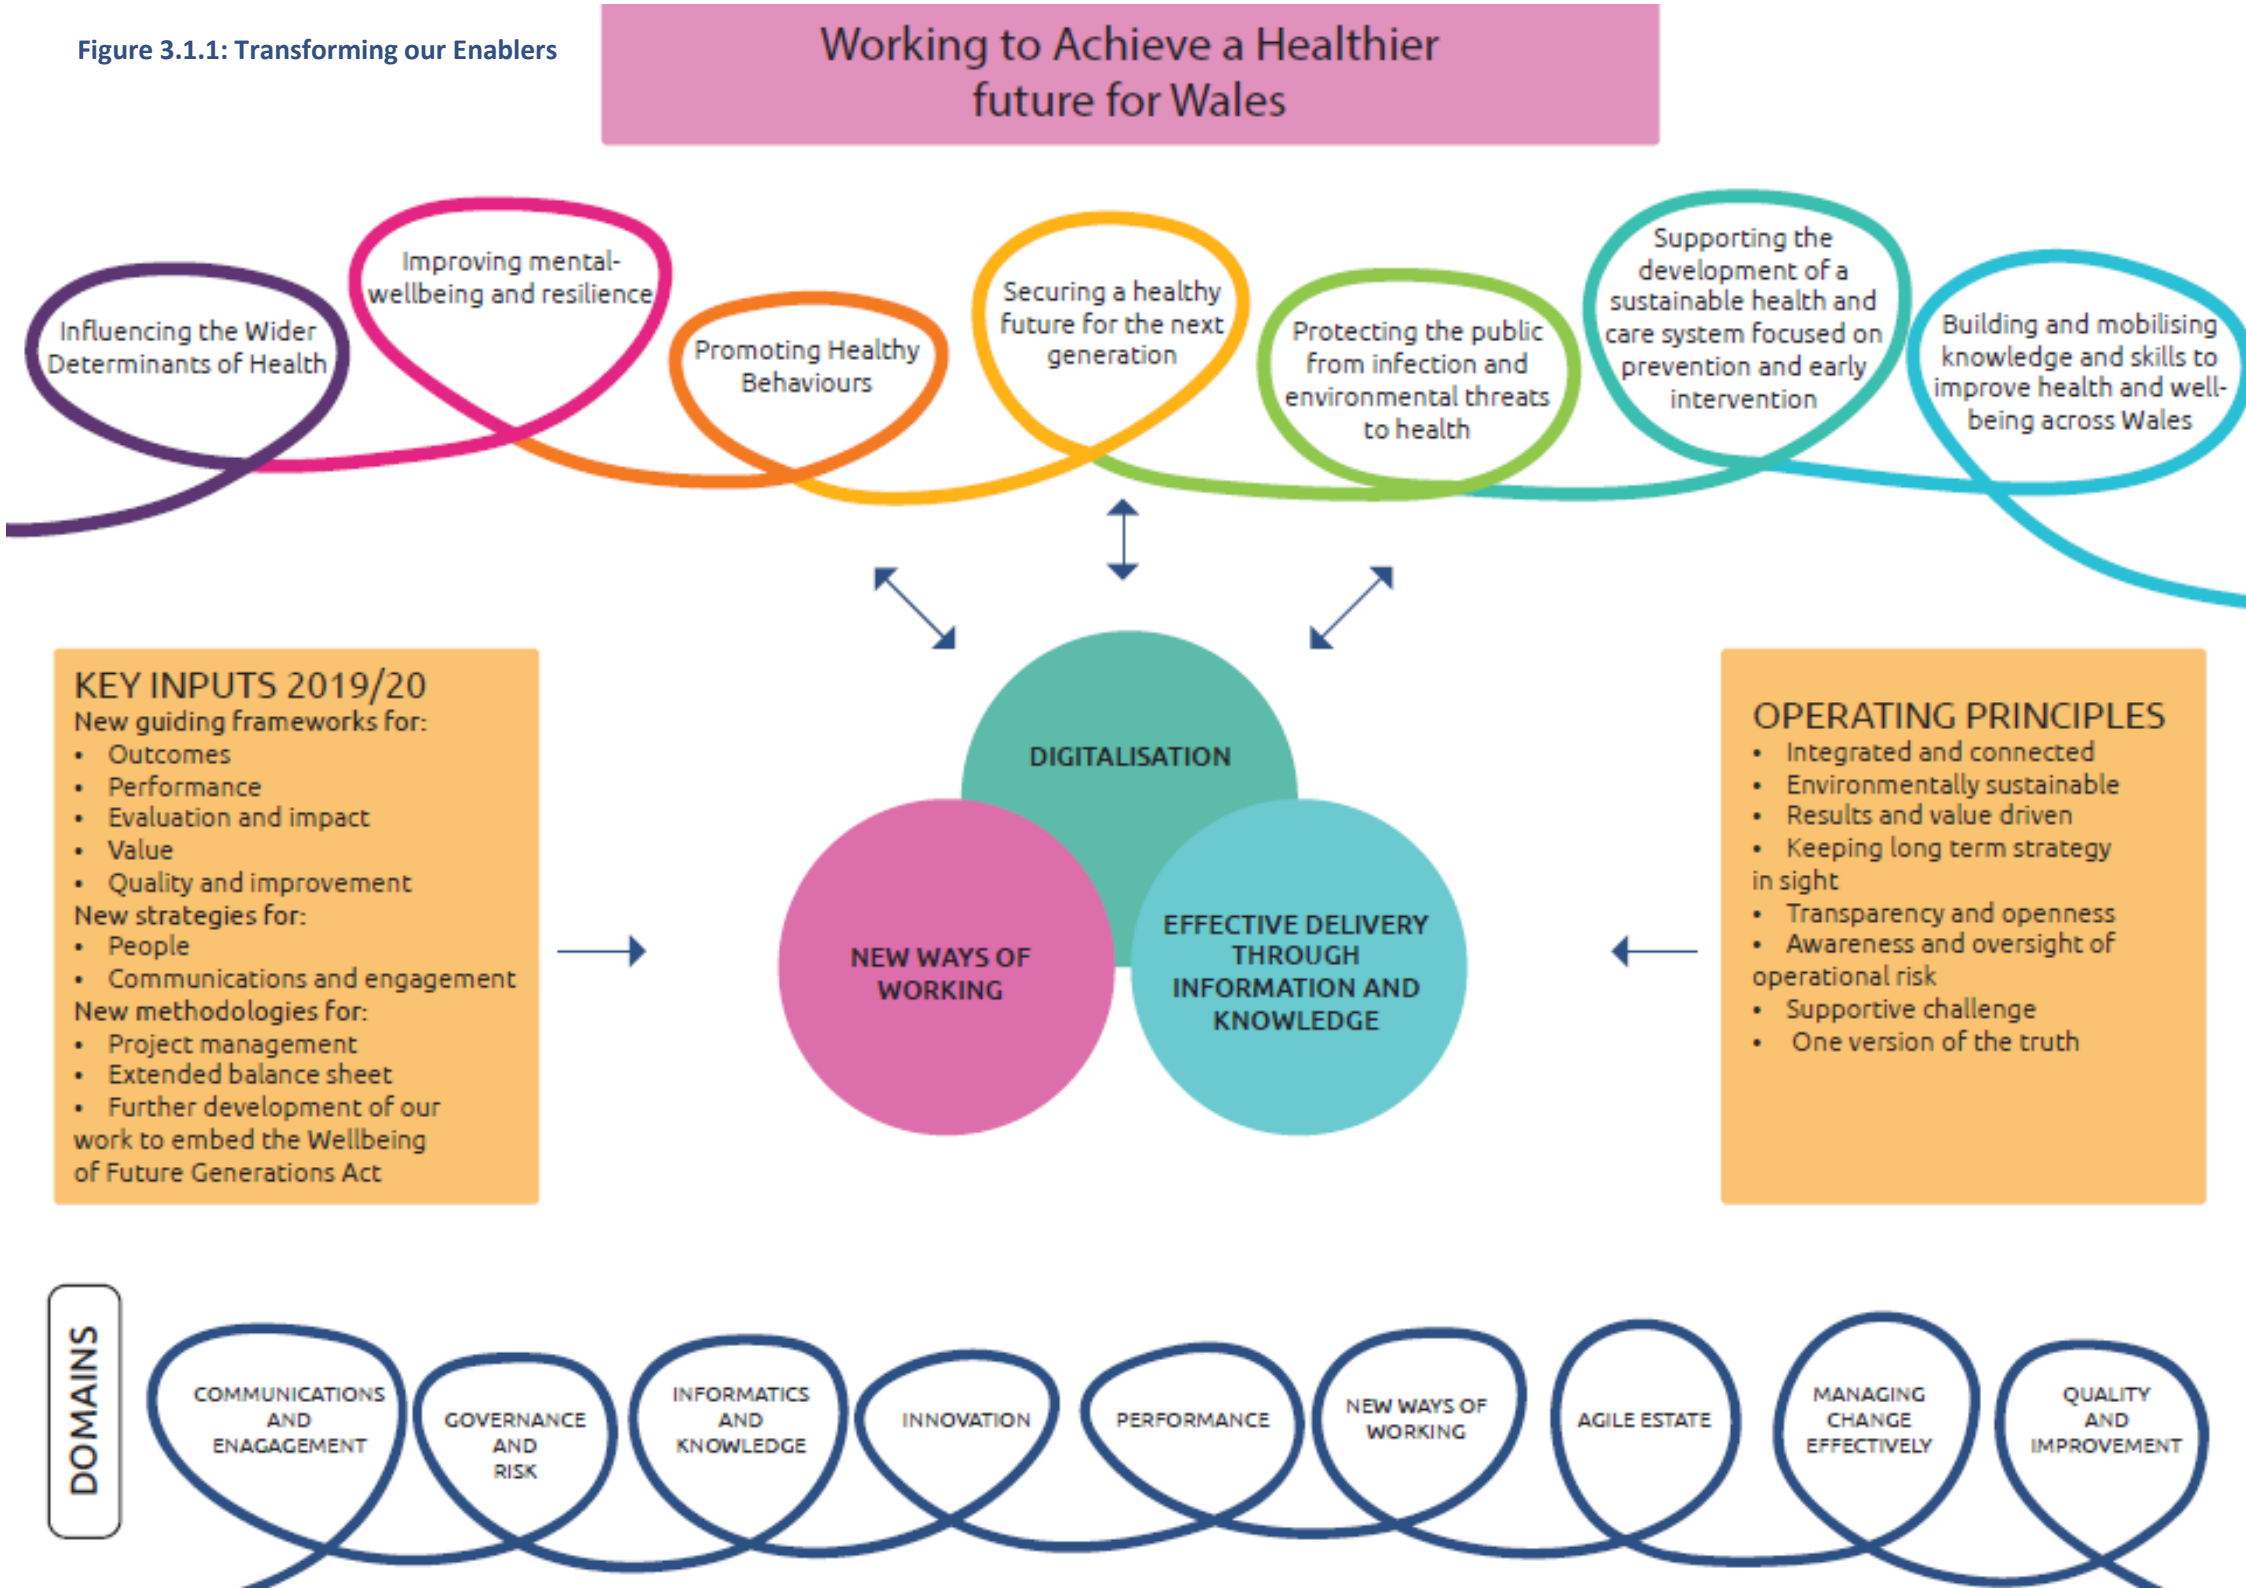 Figure 3.1.1: Transforming our Enablers
Working to Achieve a Healthier
future for Wales
Influencing the Wider
Determinants of Health
Improving mental-
wellbeing and resilience
Promoting Healthy
Behaviours
Securing a healthy
future for the next
generation
Protecting the public
from infection and
environmental threats
to health
Supporting the
development of a
sustainable health and
care system focused on
prevention and early
intervention
Building and mobilising
knowledge and skills to
improve health and well-
being across Wales
KEY INPUTS 2019/20
New guiding frameworks for:
• Outcomes
• Performance
• Evaluation and impact
• Value
• Quality and improvement
New strategies for:
• People
• Communications and engagement
New methodologies for:
• Project management
• Extended balance sheet
• Further development of our
work to embed the Wellbeing
of Future Generations Act
DIGITALISATION
NEW WAYS OF
WORKING
EFFECTIVE DELIVERY
THROUGH
INFORMATION AND
KNOWLEDGE
OPERATING PRINCIPLES
• Integrated and connected
• Environmentally sustainable
• Results and value driven
• Keeping long term strategy
in sight
• Transparency and openness
• Awareness and oversight of
operational risk
• Supportive challenge
• One version of the truth
DOMAINS
COMMUNICATIONS
AND
ENAGAGEMENT
GOVERNANCE
AND
RISK
INFORMATICS
AND
KNOWLEDGE
INNOVATION
PERFORMANCE
NEW WAYS OF
WORKING
AGILE ESTATE
MANAGING
CHANGE
EFFECTIVELY
QUALITY
AND
IMPROVEMENT